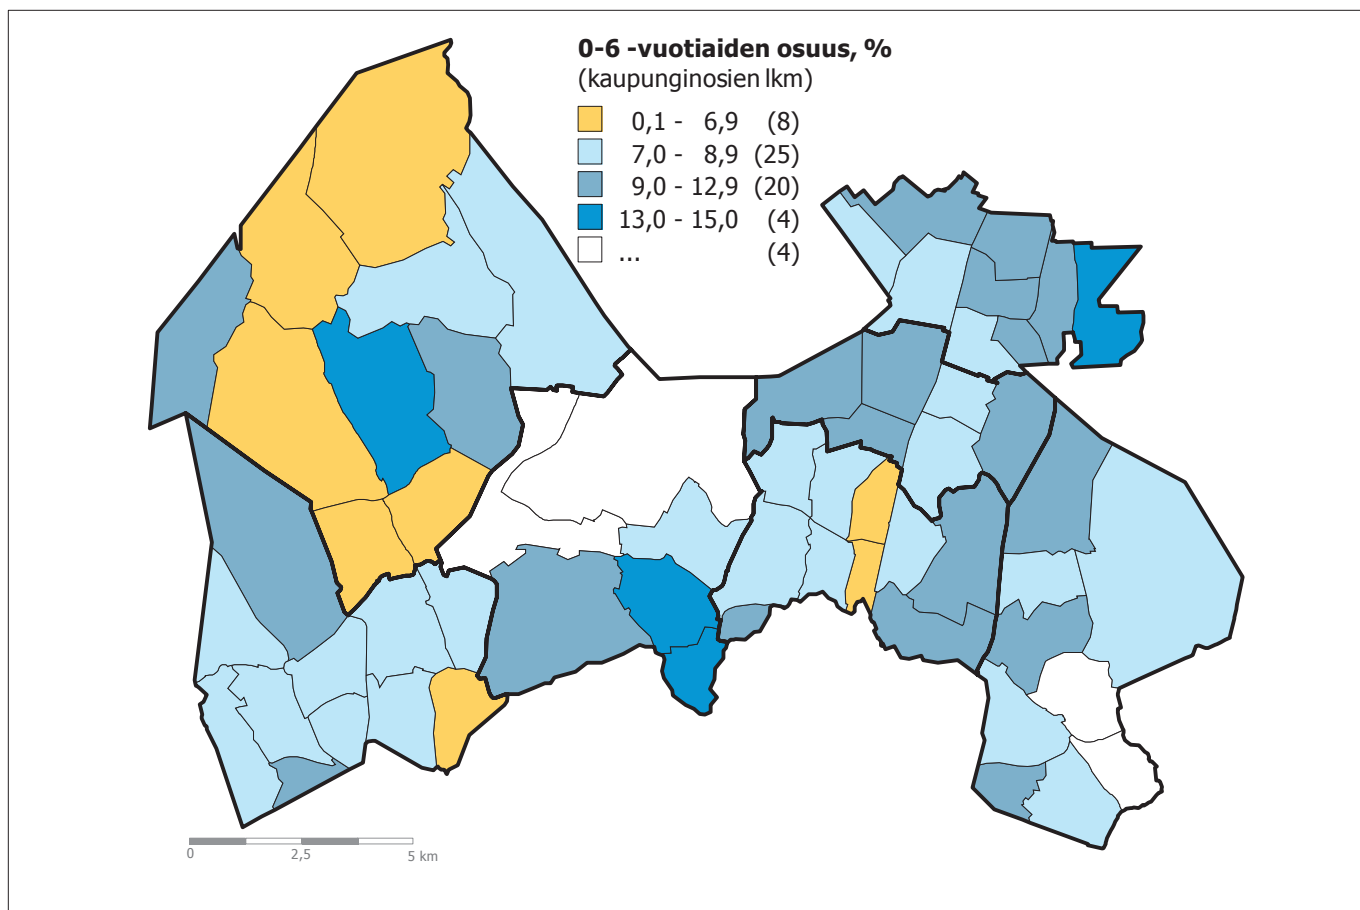 0-6 -vuotiaiden osuus, %
(kaupunginosien lkm)
0,1 - 6,9 (8)
7,0 - 8,9 (25)
9,0 - 12,9 (20)
13,0 - 15,0 (4)
... (4)
0 2,5 5 km